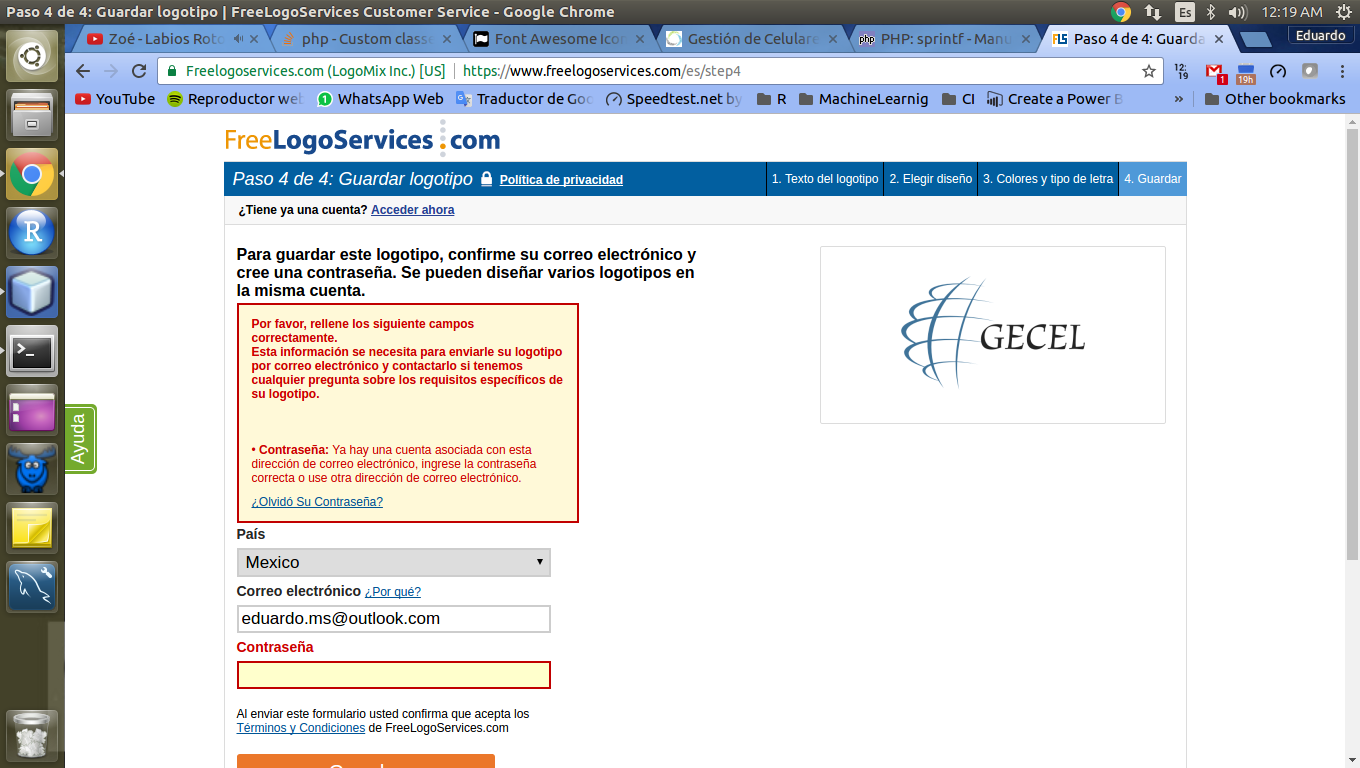 Paso 4 de 4: Guardar logotipo | FreeLogoServices Customer Service - Google Chrome
Es
12:19 AM
Zoé - Labios Roto
php - Custom classe
Font Awesome Icon
Gestión de Celulare
PHP: sprintf - Manu
Paso 4 de 4: Guarda
Eduardo
Freelogoservices.com (LogoMix Inc.) [US]
https://www.freelogoservices.com/es/step4
12:
19
1
19h
YouTube
Reproductor we
WhatsApp Web
Traductor de Goo
Speedtest.net by
R
MachineLearnig
CI
Create a Power B
»
Other bookmarks
FreeLogoServices.com
Paso 4 de 4: Guardar logotipo
Política de privacidad
1. Texto del logotipo
2. Elegir diseño
3. Colores y tipo de letra
4. Guardar
¿Tiene ya una cuenta? Acceder ahora
Para guardar este logotipo, confirme su correo electrónico y
cree una contraseña. Se pueden diseñar varios logotipos en
la misma cuenta.
GECEL
Por favor, rellene los siguiente campos
correctamente.
Esta información se necesita para enviarle su logotipo
por correo electrónico y contactarlo si tenemos
cualquier pregunta sobre los requisitos específicos de
su logotipo.
• Contraseña: Ya hay una cuenta asociada con esta
dirección de correo electrónico, ingrese la contraseña
correcta o use otra dirección de correo electrónico.
¿Olvidó Su Contraseña?
Ayuda
País
Mexico
Correo electrónico ¿Por qué?
eduardo.ms@outlook.com
Contraseña
Al enviar este formulario usted confirma que acepta los
Términos y Condiciones de FreeLogoServices.com